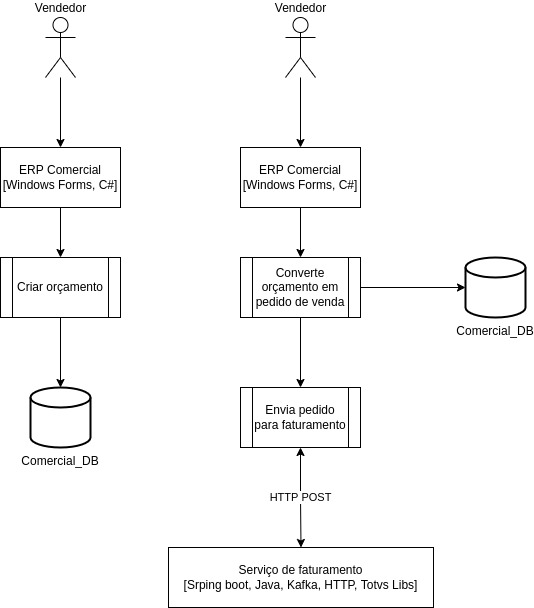 Vendedor
Vendedor
ERP Comercial
[Windows Forms, C#]
ERP Comercial
[Windows Forms, C#]
Criar orçamento
Converte
orçamento em
pedido de venda
Comercial_DB
Envia pedido
para faturamento
Comercial_DB
HTTP POST
Serviço de faturamento
[Srping boot, Java, Kafka, HTTP, Totvs Libs]